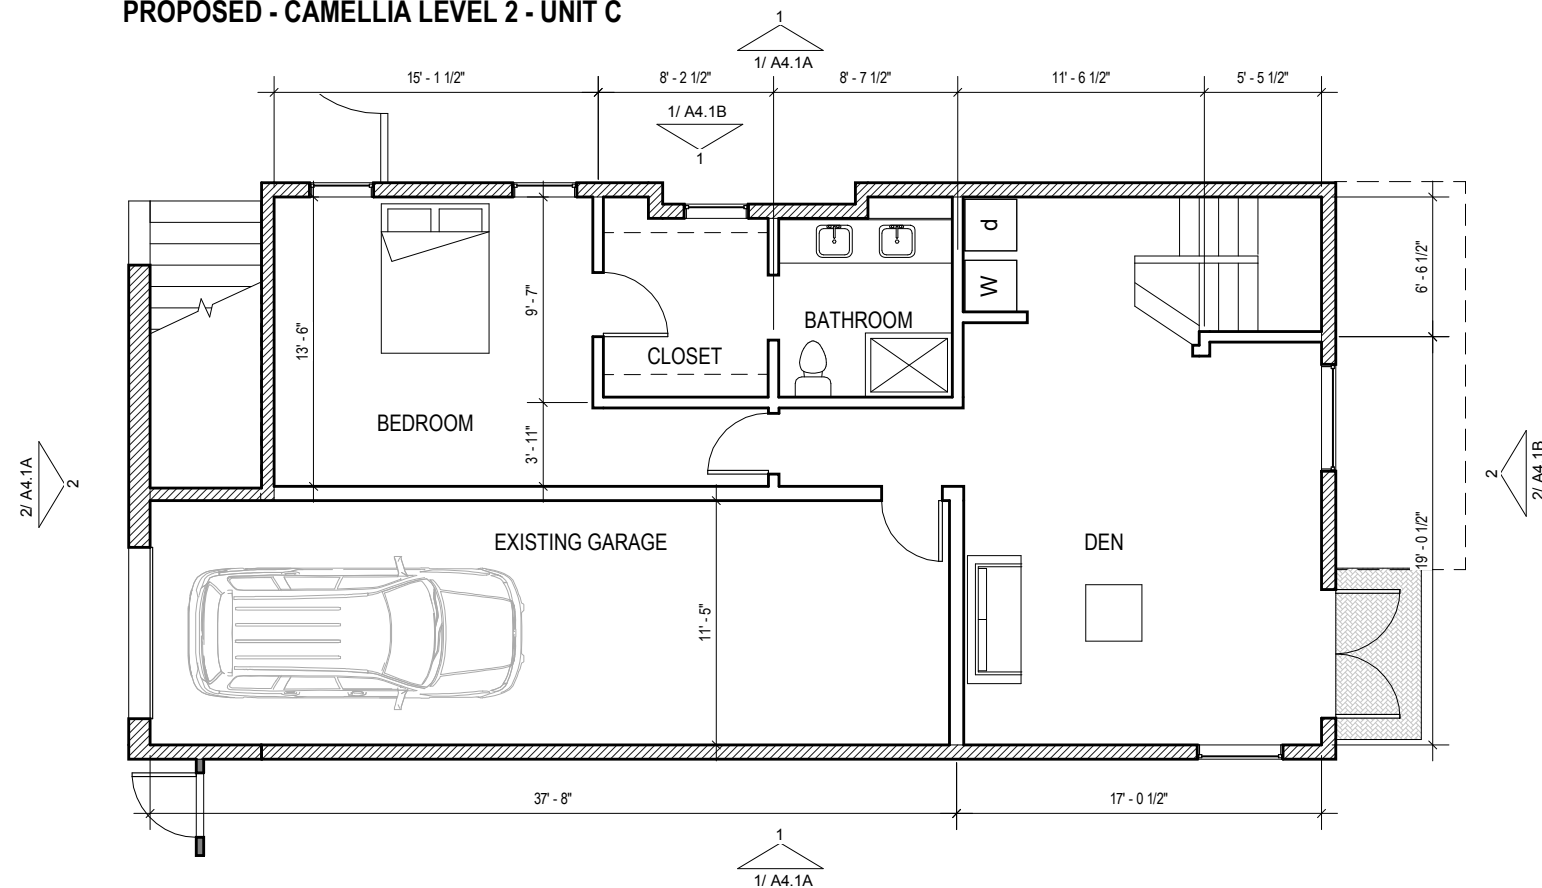 PROPOSED - CAMELLIA LEVEL 2 - UNIT C
1
1/ A4.1A
15' - 1 1/2"
8' - 2 1/2"
8' - 7 1/2"
11' - 6 1/2"
5' - 5 1/2"
1/ A4.1B
1
d
W
6' - 6 1/2"
9' - 7"
13' - 6"
BATHROOM
CLOSET
BEDROOM
3' - 11"
2/ A4.1A
2
2
2/ A4.1B
EXISTING GARAGE
DEN
19' - 0 1/2"
11' - 5"
37' - 8"
17' - 0 1/2"
1
1/ A4.1A